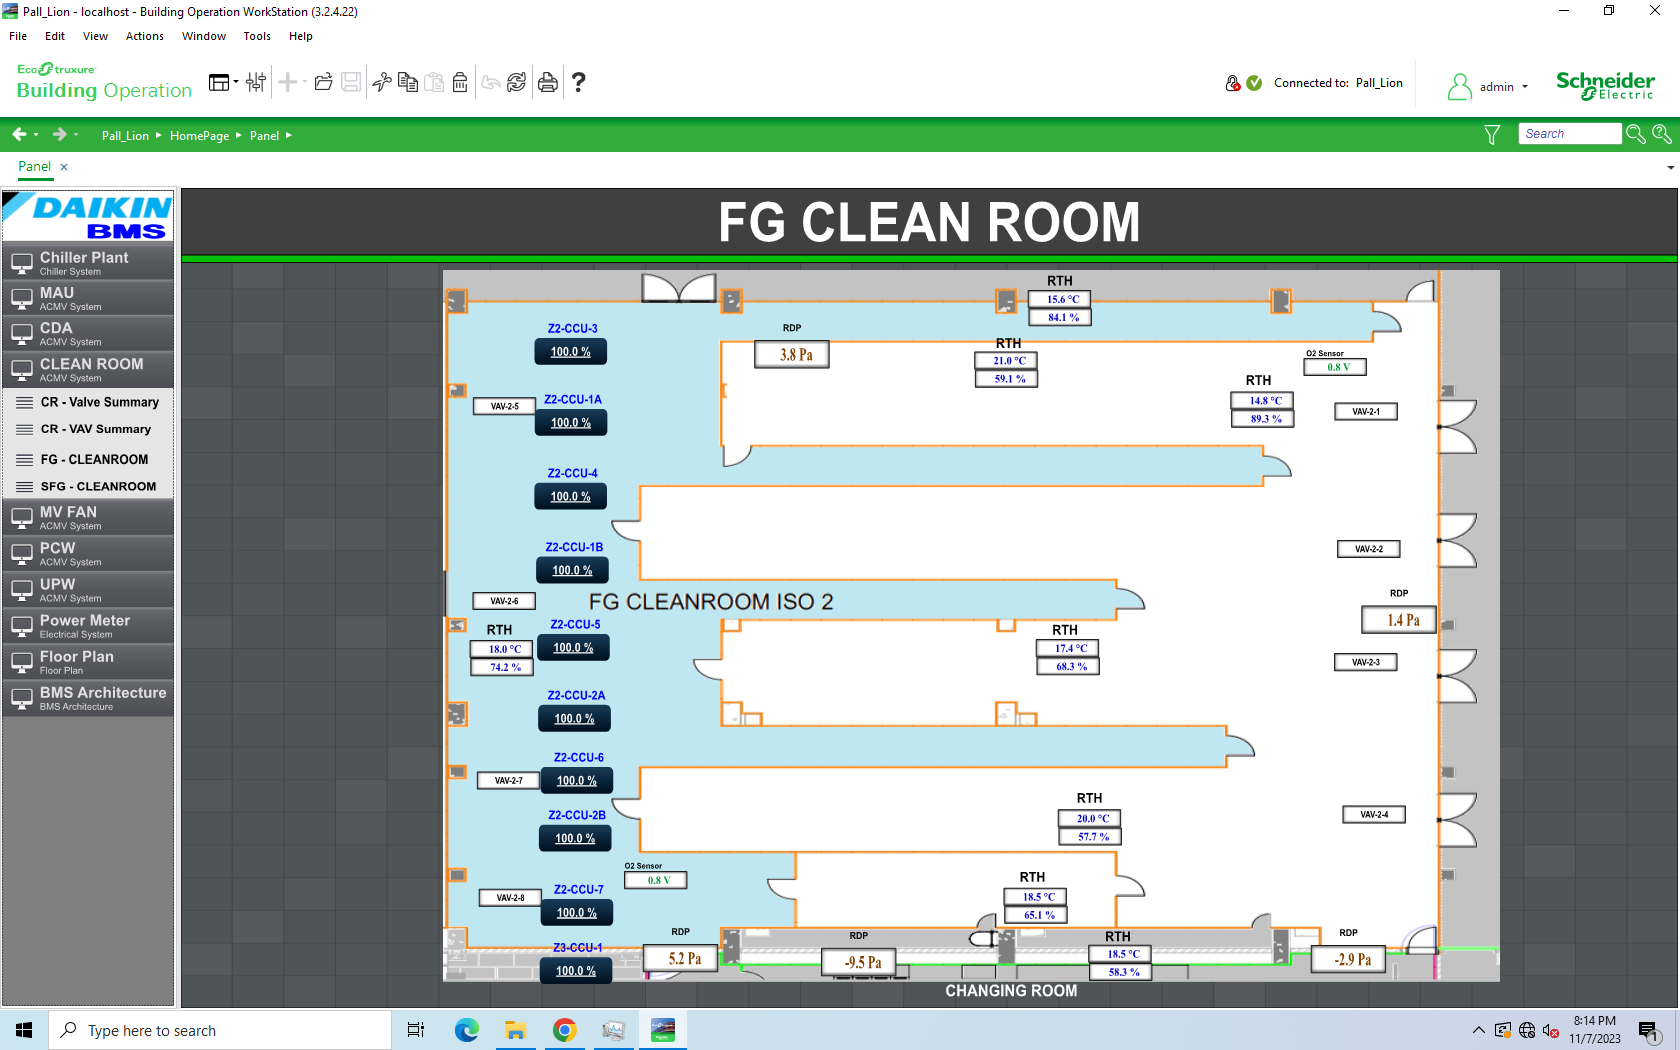 Pall_Lion - localhost - Building Operation WorkStation (3.2.4.22)
File Edit View Actions Window Tools Help
EcoStruxure
Building Operation
Connected to: Pall_Lion
admin
Schneider
Electric
Pall_Lion HomePage Panel
Search
Panel
DAIKIN
BMS
Chiller Plant
Chiller System
MAU
ACMV System
CDA
ACMV System
CLEAN ROOM
ACMV System
CR - Valve Summary
CR - VAV Summary
FG - CLEANROOM
SFG - CLEANROOM
MV FAN
ACMV System
PCW
ACMV System
UPW
ACMV System
Power Meter
Electrical System
Floor Plan
Floor Plan
BMS Architecture
BMS Architecture
FG CLEAN ROOM
RTH
15.6 °C
84.1 %
Z2-CCU-3
100.0 %
RDP
3.8 Pa
RTH
21.0 °C
59.1 %
O2 Sensor
0.8 V
RTH
14.8 °C
89.3 %
VAV-2-5
Z2-CCU-1A
100.0 %
VAV-2-1
Z2-CCU-4
100.0 %
Z2-CCU-1B
100.0 %
VAV-2-2
VAV-2-6
FG CLEANROOM ISO 2
RDP
1.4 Pa
RTH
18.0 °C
74.2 %
Z2-CCU-5
100.0 %
RTH
17.4 °C
68.3 %
VAV-2-3
Z2-CCU-2A
100.0 %
Z2-CCU-6
VAV-2-7
100.0 %
Z2-CCU-2B
100.0 %
RTH
20.0 °C
57.7 %
VAV-2-4
O2 Sensor
0.8 V
Z2-CCU-7
VAV-2-8
100.0 %
RTH
18.5 °C
65.1 %
Z3-CCU-1
100.0 %
RDP
5.2 Pa
RDP
-9.5 Pa
RTH
18.5 °C
58.3 %
RDP
-2.9 Pa
CHANGING ROOM
Type here to search
8:14 PM
11/7/2023
1